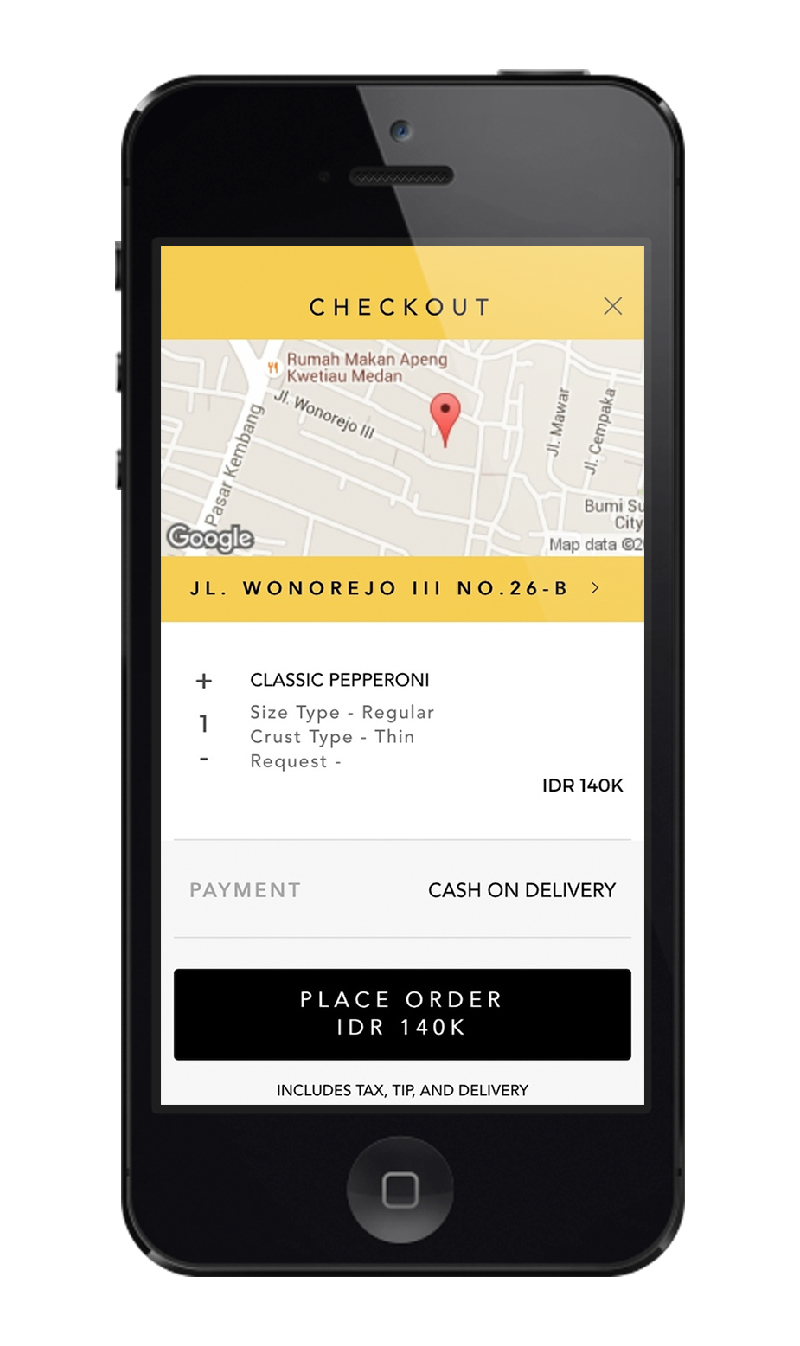 CHECKOUT
Rumah Makan Apeng
Kwetiau Medan
Jl. Wonorejo III
Pasar Kembang
Jl. Mawar
Jl. Cempaka
Bumi Su
City
Google
Map data ©2
JL. WONOREJO III NO.26-B >
+
1
-
CLASSIC PEPPERONI
Size Type - Regular
Crust Type - Thin
Request -
IDR 140K
PAYMENT
CASH ON DELIVERY
PLACE ORDER
IDR 140K
INCLUDES TAX, TIP, AND DELIVERY